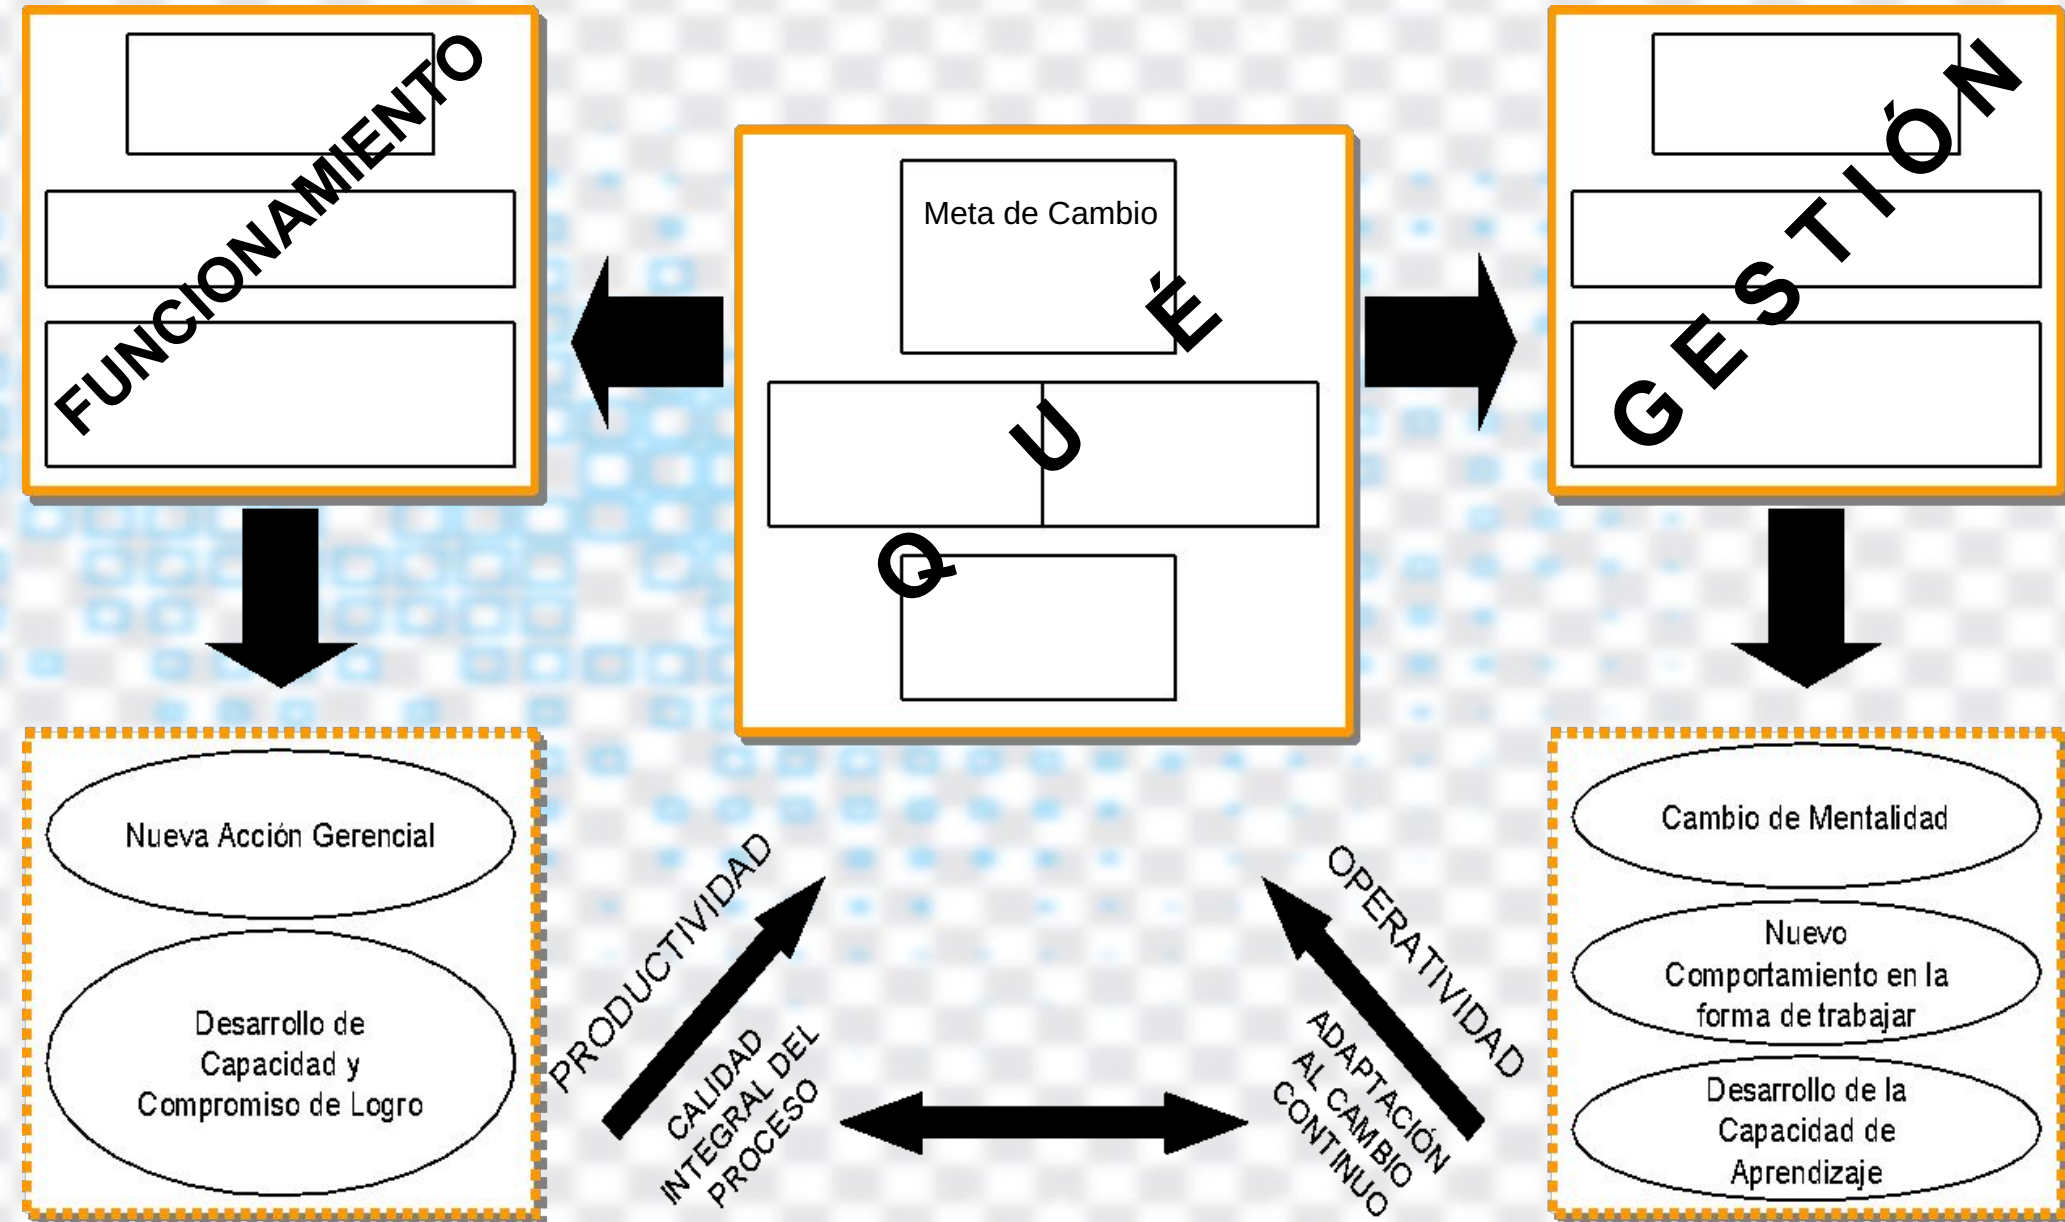 FUNCIONAMIENTO
Meta de Cambio
QUÉ
GESTIÓN
Nueva Acción Gerencial
Desarrollo de
Capacidad y
Compromiso de Logro
PRODUCTIVIDAD
CALIDAD
INTEGRAL DEL
PROCESO
OPERATIVIDAD
ADAPTACIÓN
AL CAMBIO
CONTINUO
Cambio de Mentalidad
Nuevo
Comportamiento en la
forma de trabajar
Desarrollo de la
Capacidad de
Aprendizaje